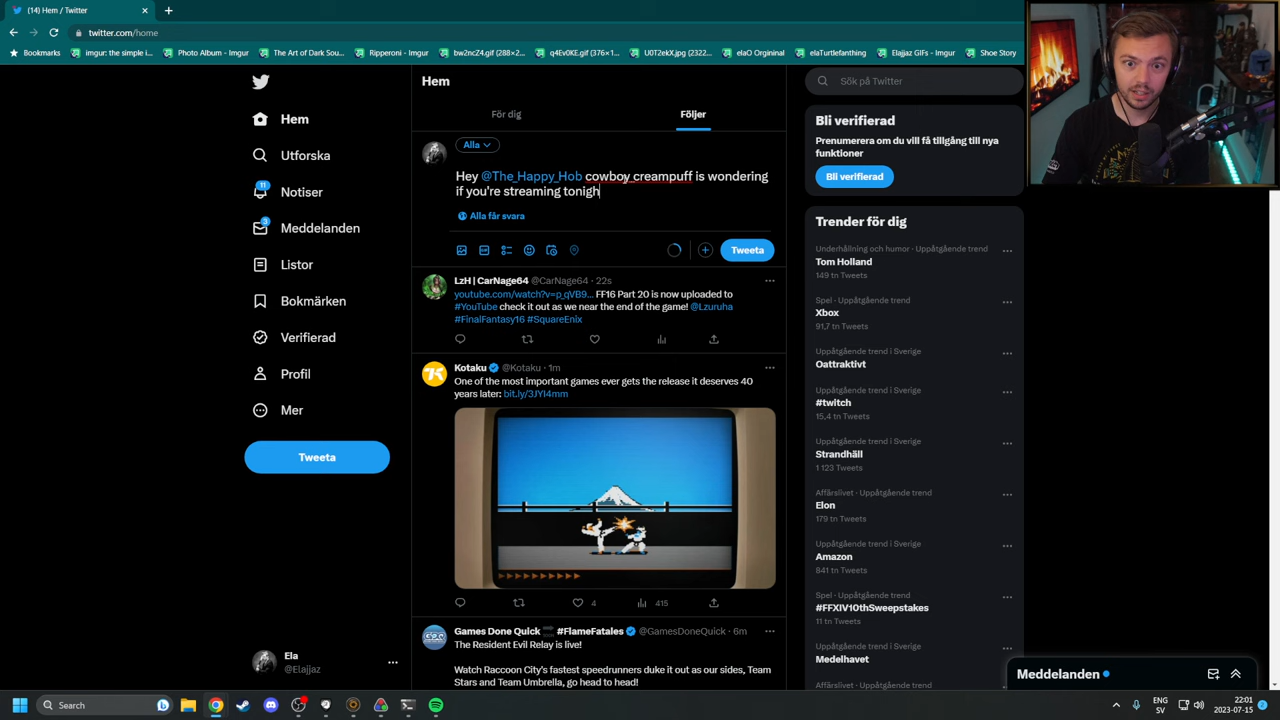 (14) Hem / Twitter
twitter.com/home
Bookmarks
imgur: the simple i...
Photo Album - Imgur
The Art of Dark Sou...
Ripperoni - Imgur
bw2ncZ4.gif (288×2...
q4Ev0KE.gif (376×1...
U0T2ekX.jpg (2322...
elaO Orgininal
elaTurtlefanthing
Elajjaz GIFs - Imgur
Shoe Story
Hem
Utforska
11
Notiser
3
Meddelanden
Listor
Bokmärken
Verifierad
Profil
Mer
Tweeta
Ela
@Elajjaz
Hem
För dig
Följer
Alla
Hey @The_Happy_Hob cowboy_creampuff is wondering
if you're streaming tonigh
Alla får svara
Tweeta
LzH | CarNage64 @CarNage64 · 22s
youtube.com/watch?v=p_qVB9... FF16 Part 20 is now uploaded to
#YouTube check it out as we near the end of the game! @Lzuruha
#FinalFantasy16 #SquareEnix
Kotaku @Kotaku · 1m
One of the most important games ever gets the release it deserves 40
years later: bit.ly/3JYI4mm
4
415
Games Done Quick #FlameFatales @GamesDoneQuick · 6m
The Resident Evil Relay is live!
Watch Raccoon City's fastest speedrunners duke it out as our sides, Team
Stars and Team Umbrella, go head to head!
Sök på Twitter
Bli verifierad
Prenumerera om du vill få tillgång till nya
funktioner
Bli verifierad
Trender för dig
Underhållning och humor · Uppåtgående trend
Tom Holland
149 tn Tweets
Spel · Uppåtgående trend
Xbox
91,7 tn Tweets
Uppåtgående trend i Sverige
Oattraktivt
Uppåtgående trend i Sverige
#twitch
15,4 tn Tweets
Uppåtgående trend i Sverige
Strandhäll
1 123 Tweets
Affärslivet · Uppåtgående trend
Elon
179 tn Tweets
Uppåtgående trend i Sverige
Amazon
841 tn Tweets
Spel · Uppåtgående trend
#FFXIV10thSweepstakes
11 tn Tweets
Uppåtgående trend i Sverige
Medelhavet
Affärslivet · Uppåtgående trend
Meddelanden
Search
ENG
SV
22:01
2023-07-15
2